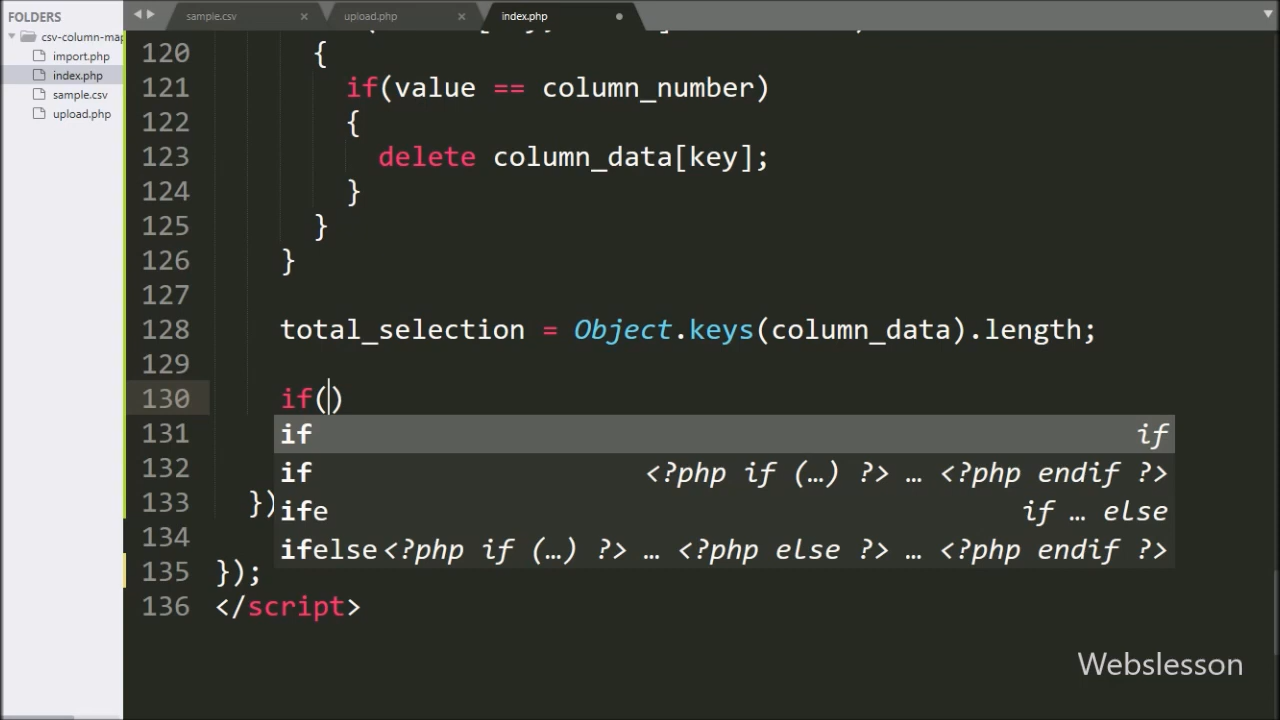 FOLDERS
csv-column-map
import.php
index.php
sample.csv
upload.php
sample.csv
upload.php
index.php
120 {
121 if(value == column_number)
122 {
123 delete column_data[key];
124 }
125 }
126 }
127
128 total_selection = Object.keys(column_data).length;
129
130 if()
131
132
133 })
134
135 });
136 </script>
if if
if <?php if (…) ?> … <?php endif ?>
ife if … else
ifelse <?php if (…) ?> … <?php else ?> … <?php endif ?>
Webslesson